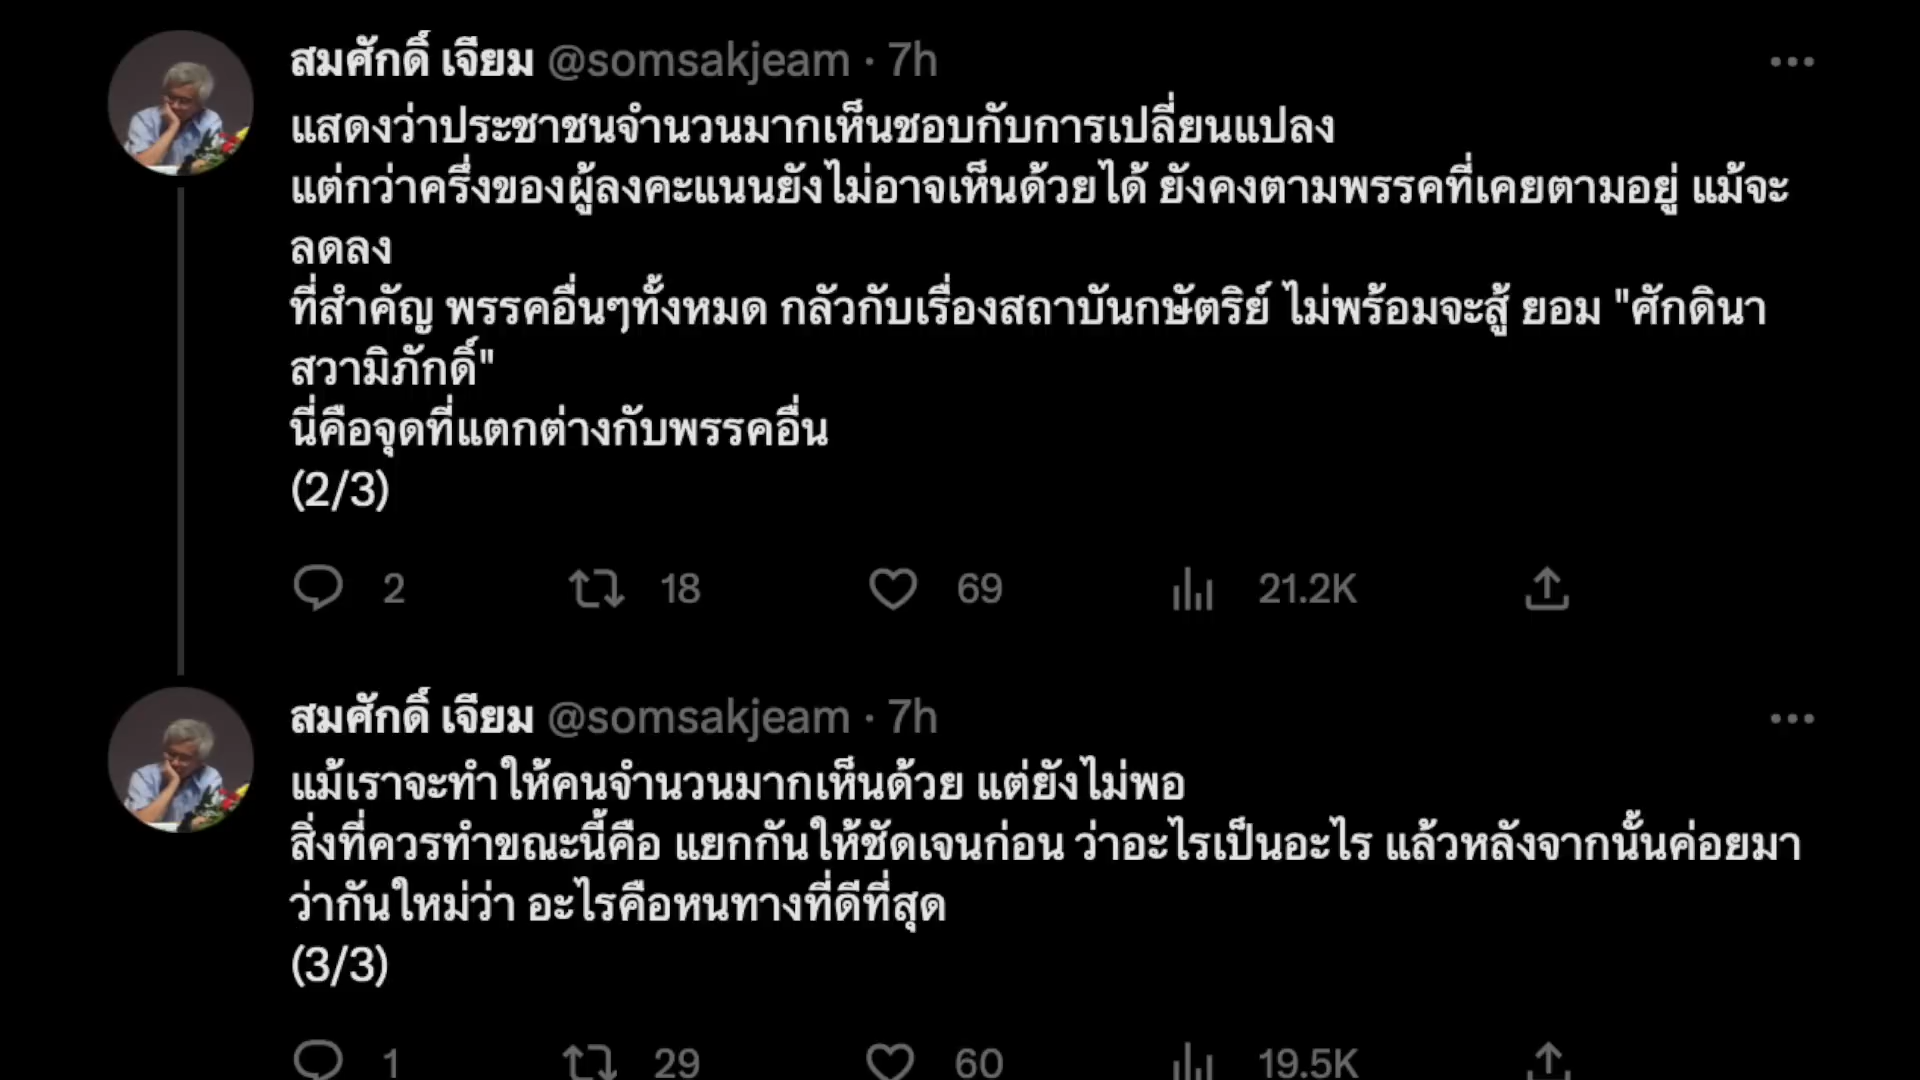 สมศักดิ์ เจียม @somsakjeam · 7h
แสดงว่าประชาชนจำนวนมากเห็นชอบกับการเปลี่ยนแปลง
แต่กว่าครึ่งของผู้ลงคะแนนยังไม่อาจเห็นด้วยได้ ยังคงตามพรรคที่เคยตามอยู่ แม้จะ
ลดลง
ที่สำคัญ พรรคอื่นๆทั้งหมด กลัวกับเรื่องสถาบันกษัตริย์ ไม่พร้อมจะสู้ ยอม "ศักดินา
สวามิภักดิ์"
นี่คือจุดที่แตกต่างกับพรรคอื่น
(2/3)
2 18 69 21.2K
สมศักดิ์ เจียม @somsakjeam · 7h
แม้เราจะทำให้คนจำนวนมากเห็นด้วย แต่ยังไม่พอ
สิ่งที่ควรทำขณะนี้คือ แยกกันให้ชัดเจนก่อน ว่าอะไรเป็นอะไร แล้วหลังจากนั้นค่อยมา
ว่ากันใหม่ว่า อะไรคือหนทางที่ดีที่สุด
(3/3)
1 29 60 19.5K